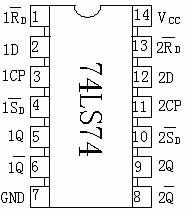 1R̅D 1 14 VCC
1D 2 13 2R̅D
1CP 3 12 2D
1S̅D 4 11 2CP
1Q 5 10 2S̅D
1Q̅ 6 9 2Q
GND 7 8 2Q̅
74LS74